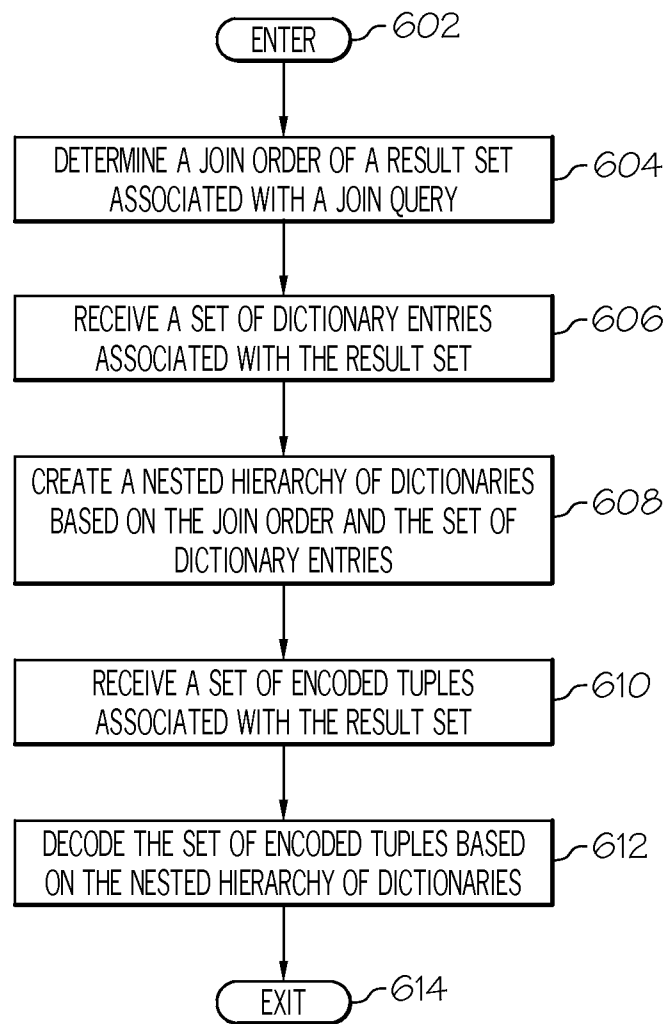 ENTER
602
DETERMINE A JOIN ORDER OF A RESULT SET
ASSOCIATED WITH A JOIN QUERY
604
RECEIVE A SET OF DICTIONARY ENTRIES
ASSOCIATED WITH THE RESULT SET
606
CREATE A NESTED HIERARCHY OF DICTIONARIES
BASED ON THE JOIN ORDER AND THE SET OF
DICTIONARY ENTRIES
608
RECEIVE A SET OF ENCODED TUPLES
ASSOCIATED WITH THE RESULT SET
610
DECODE THE SET OF ENCODED TUPLES BASED
ON THE NESTED HIERARCHY OF DICTIONARIES
612
EXIT
614